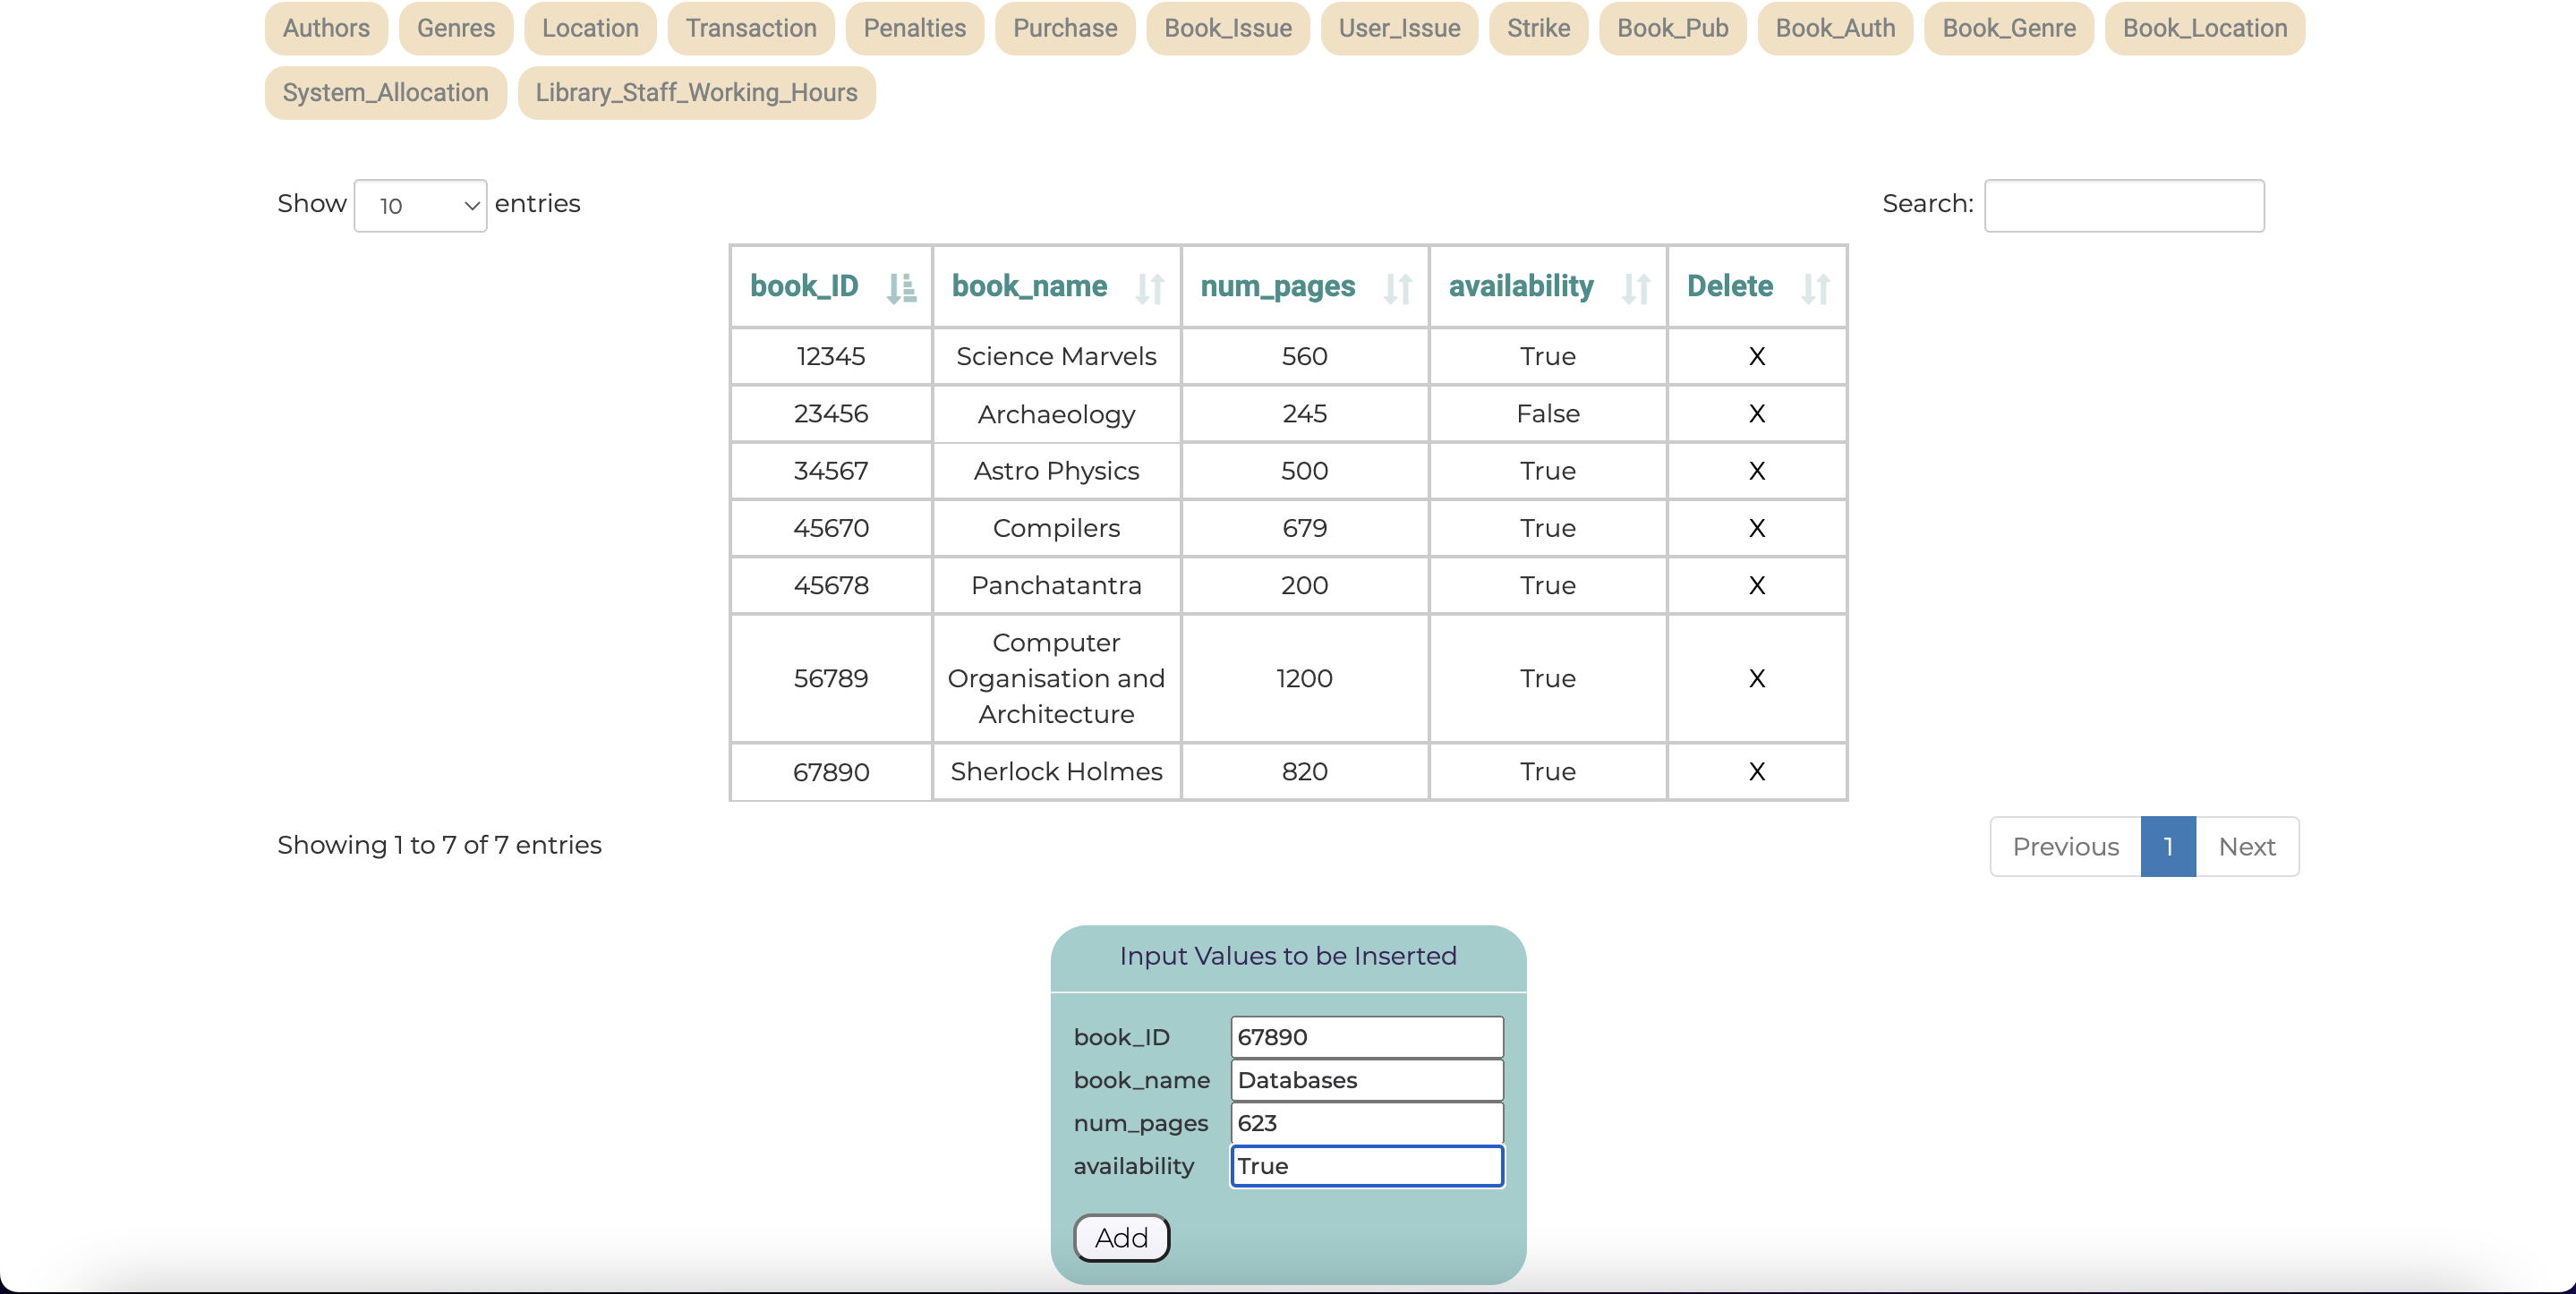 Authors Genres Location Transaction Penalties Purchase Book_Issue User_Issue Strike Book_Pub Book_Auth Book_Genre Book_Location
System_Allocation Library_Staff_Working_Hours
Show 10 entries Search:
book_ID book_name num_pages availability Delete
12345 Science Marvels 560 True X
23456 Archaeology 245 False X
34567 Astro Physics 500 True X
45670 Compilers 679 True X
45678 Panchatantra 200 True X
Computer
56789 Organisation and 1200 True X
Architecture
67890 Sherlock Holmes 820 True X
Showing 1 to 7 of 7 entries Previous 1 Next
Input Values to be Inserted
book_ID 67890
book_name Databases
num_pages 623
availability True
Add